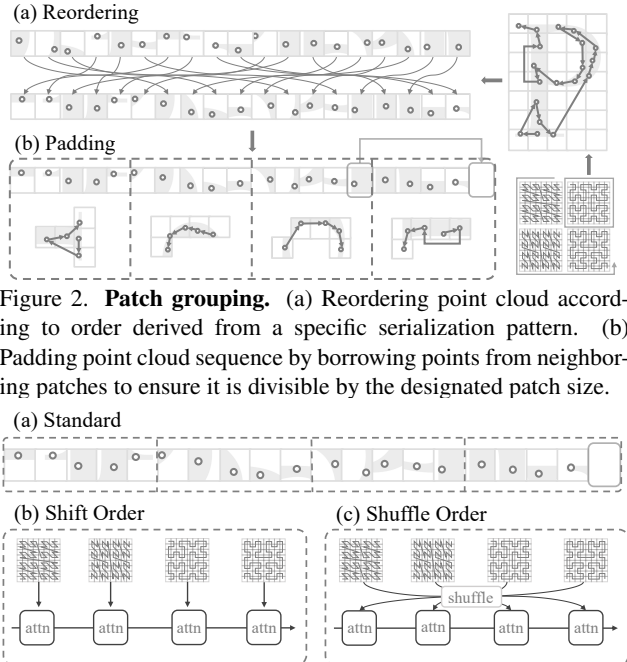 (a) Reordering
(b) Padding
Figure 2. Patch grouping. (a) Reordering point cloud accord-
ing to order derived from a specific serialization pattern. (b)
Padding point cloud sequence by borrowing points from neighbor-
ing patches to ensure it is divisible by the designated patch size.
(a) Standard
(b) Shift Order
(c) Shuffle Order
shuffle
attn attn attn attn attn attn attn attn